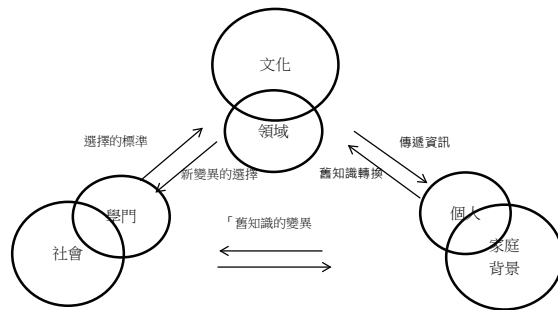 文化
領域
選擇的標準
傳遞資訊
新變異的選擇
舊知識轉換
學門
個人
「舊知識的變異
社會
家庭
背景